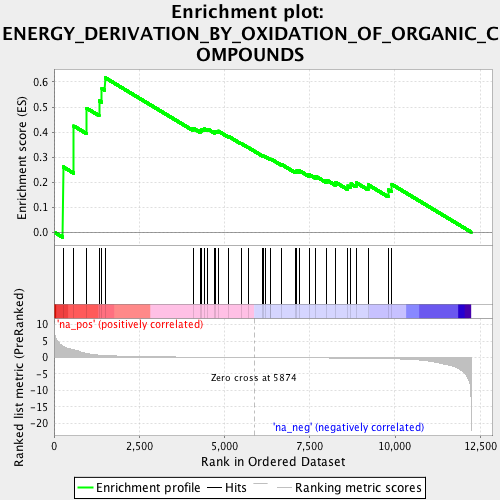 Enrichment plot:
ENERGY_DERIVATION_BY_OXIDATION_OF_ORGANIC_C
OMPOUNDS
Enrichment score (ES)
0.6
0.5
0.4
0.3
0.2
0.1
0.0
'na_pos' (positively correlated)
Ranked list metric (PreRanked)
10
5
0
-5
-10
-15
-20
Zero cross at 5874
'na_neg' (negatively correlated)
0
2,500
5,000
7,500
10,000
12,500
Rank in Ordered Dataset
Enrichment profile
Hits
Ranking metric scores